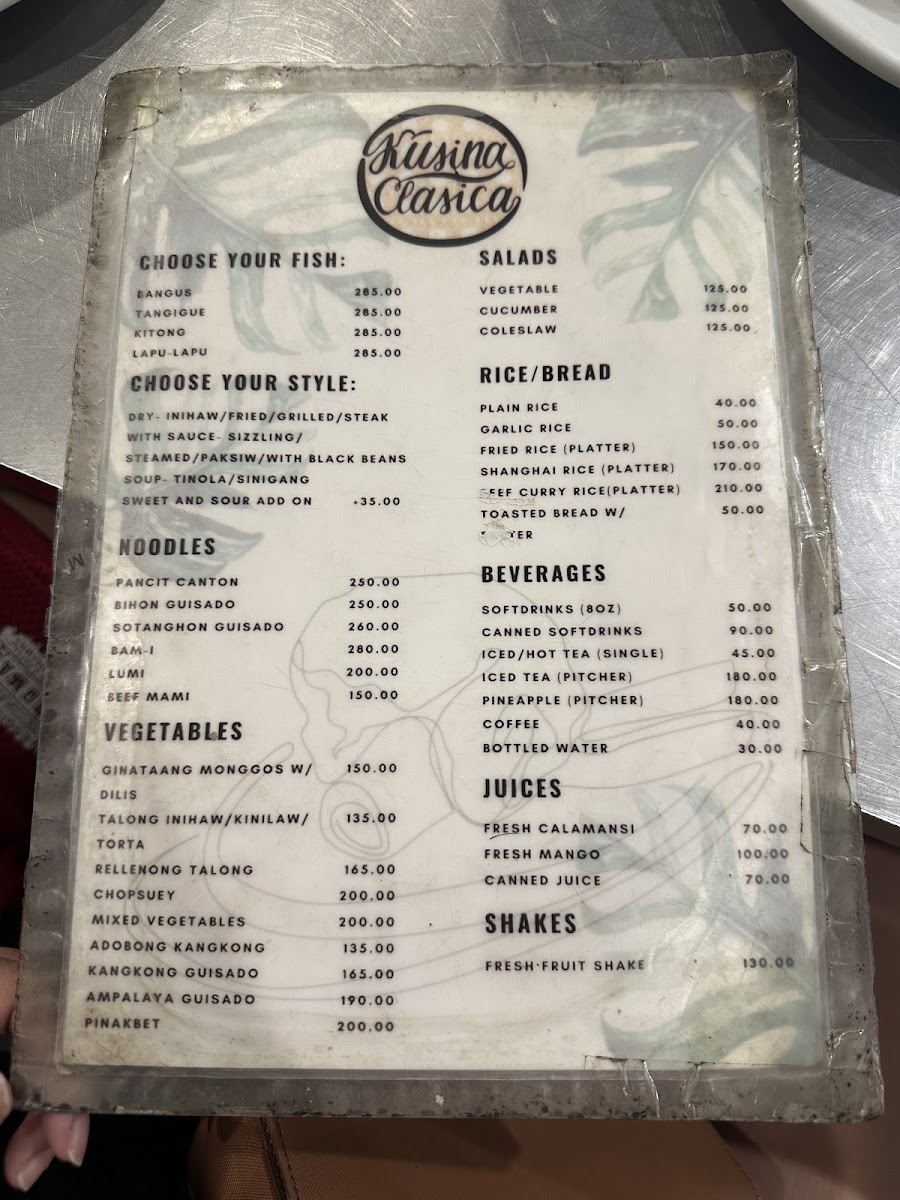 Kusina
Clasica
CHOOSE YOUR FISH:
BANGUS 285.00
TANGIGUE 285.00
KITONG 285.00
LAPU-LAPU 285.00
CHOOSE YOUR STYLE:
DRY- INIHAW/FRIED/GRILLED/STEAK
WITH SAUCE- SIZZLING/
STEAMED/PAKSIW/WITH BLACK BEANS
SOUP- TINOLA/SINIGANG
SWEET AND SOUR ADD ON +35.00
NOODLES
PANCIT CANTON 250.00
BIHON GUISADO 250.00
SOTANGHON GUISADO 260.00
BAM-I 280.00
LUMI 200.00
BEEF MAMI 150.00
VEGETABLES
GINATAANG MONGGOS W/ 150.00
DILIS
TALONG INIHAW/KINILAW/ 135.00
TORTA
RELLENONG TALONG 165.00
CHOPSUEY 200.00
MIXED VEGETABLES 200.00
ADOBONG KANGKONG 135.00
KANGKONG GUISADO 165.00
AMPALAYA GUISADO 190.00
PINAKBET 200.00
SALADS
VEGETABLE 125.00
CUCUMBER 125.00
COLESLAW 125.00
RICE/BREAD
PLAIN RICE 40.00
GARLIC RICE 50.00
FRIED RICE (PLATTER) 150.00
SHANGHAI RICE (PLATTER) 170.00
BEEF CURRY RICE(PLATTER) 210.00
TOASTED BREAD W/ 50.00
BEVERAGES
SOFTDRINKS (8OZ) 50.00
CANNED SOFTDRINKS 90.00
ICED/HOT TEA (SINGLE) 45.00
ICED TEA (PITCHER) 180.00
PINEAPPLE (PITCHER) 180.00
COFFEE 40.00
BOTTLED WATER 30.00
JUICES
FRESH CALAMANSI 70.00
FRESH MANGO 100.00
CANNED JUICE 70.00
SHAKES
FRESH FRUIT SHAKE 130.00